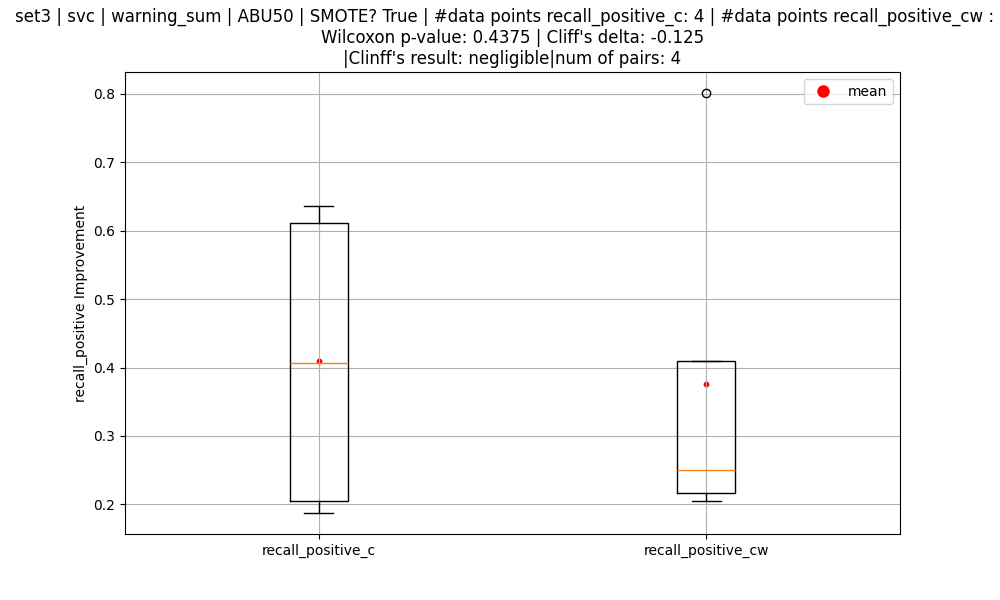 set3 | svc | warning_sum | ABU50 | SMOTE? True | #data points recall_positive_c: 4 | #data points recall_positive_cw :
Wilcoxon p-value: 0.4375 | Cliff's delta: -0.125
|Clinff's result: negligible|num of pairs: 4
mean
0.8
0.7
0.6
0.5
0.4
0.3
0.2
recall_positive Improvement
recall_positive_c
recall_positive_cw